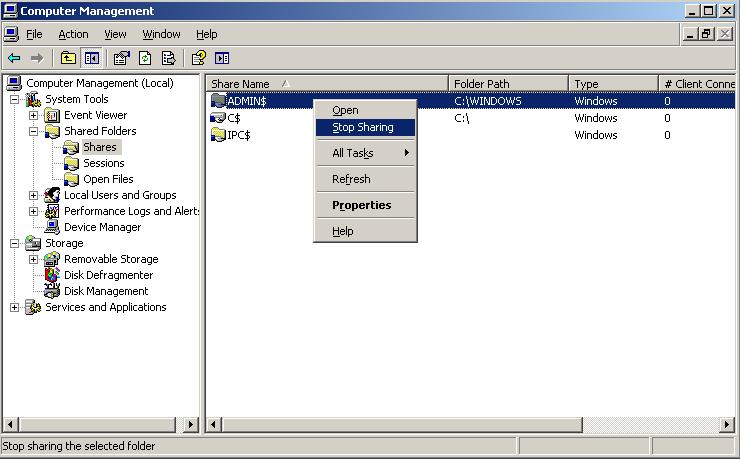 Computer Management
File Action View Window Help
Computer Management (Local)
System Tools
Event Viewer
Shared Folders
Shares
Sessions
Open Files
Local Users and Groups
Performance Logs and Alerts
Device Manager
Storage
Removable Storage
Disk Defragmenter
Disk Management
Services and Applications
Share Name Folder Path Type # Client Conne
ADMIN$ C:\WINDOWS Windows 0
C$ C:\ Windows 0
IPC$ Windows 0
Open
Stop Sharing
All Tasks
Refresh
Properties
Help
Stop sharing the selected folder